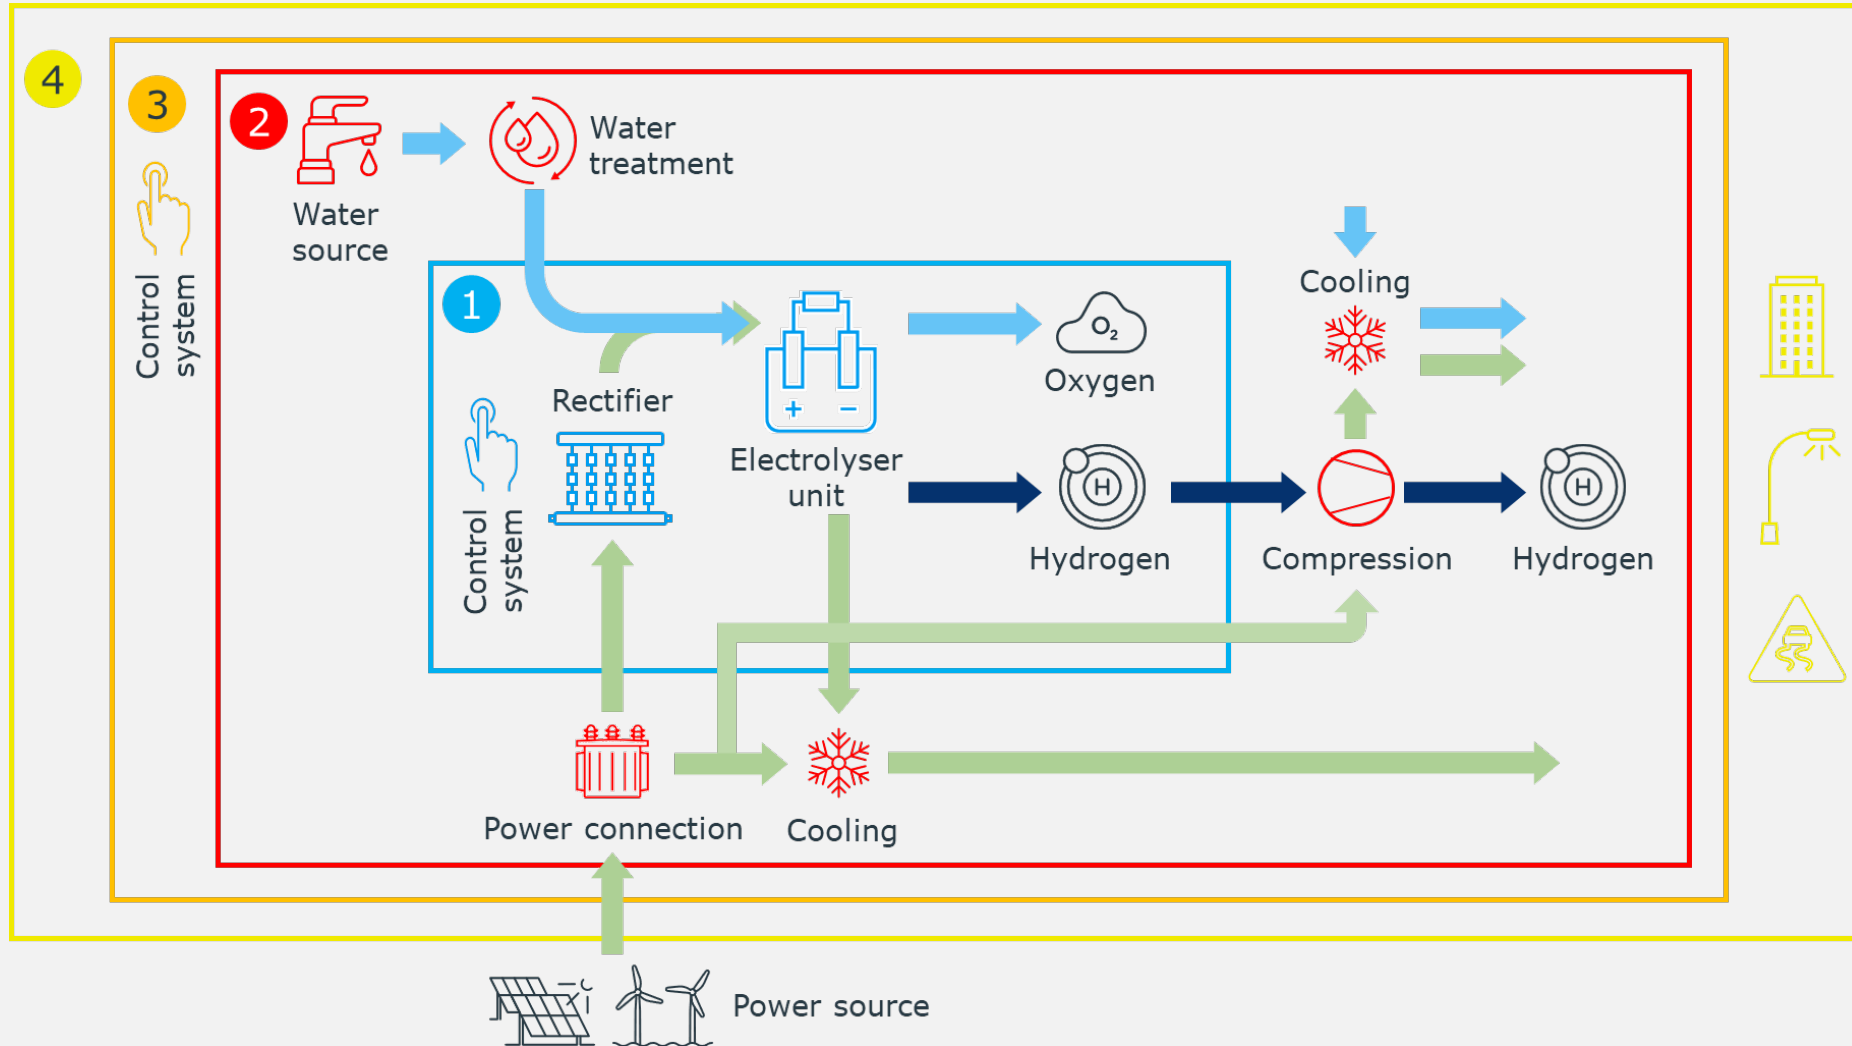 4
3
2
Water
treatment
Water
source
Control
system
1
Cooling
O2
Oxygen
Rectifier
+ −
Electrolyser
unit
Control
system
H
Hydrogen
Compression
H
Hydrogen
Power connection
Cooling
Power source